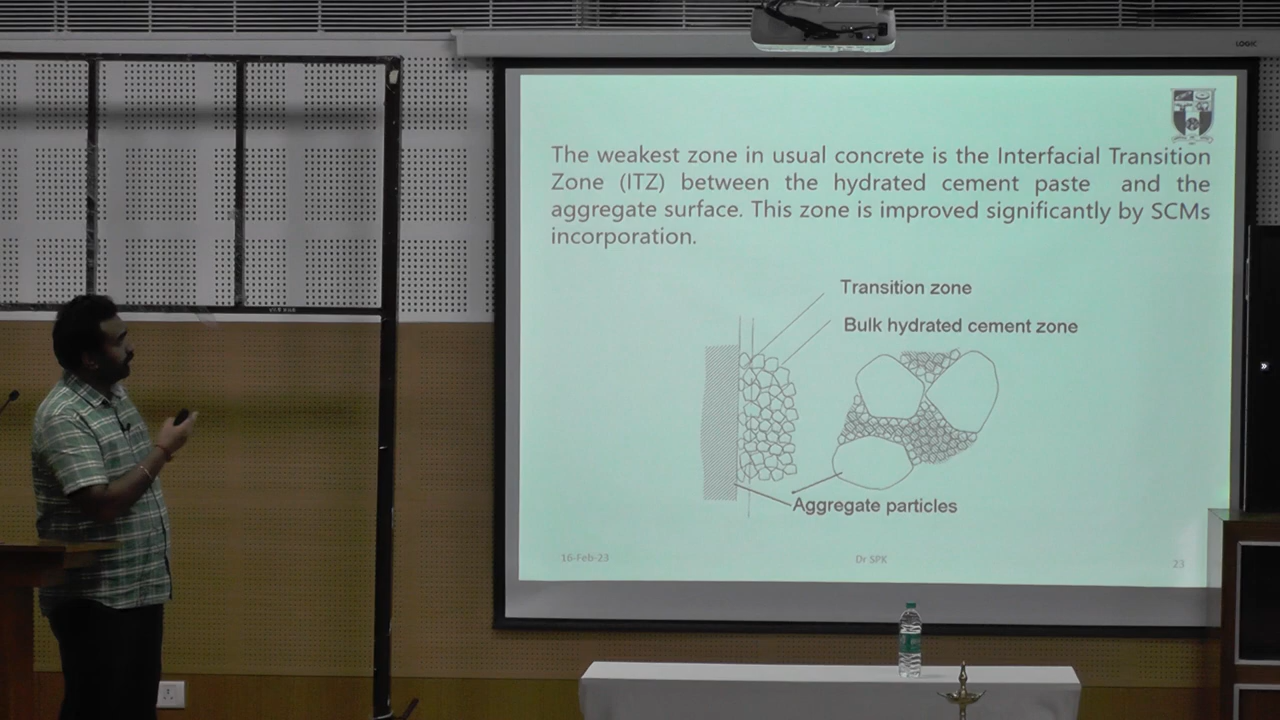 LOGIC
The weakest zone in usual concrete is the Interfacial Transition
Zone (ITZ) between the hydrated cement paste and the
aggregate surface. This zone is improved significantly by SCMs
incorporation.
Transition zone
Bulk hydrated cement zone
Aggregate particles
16-Feb-23
Dr SPK
23